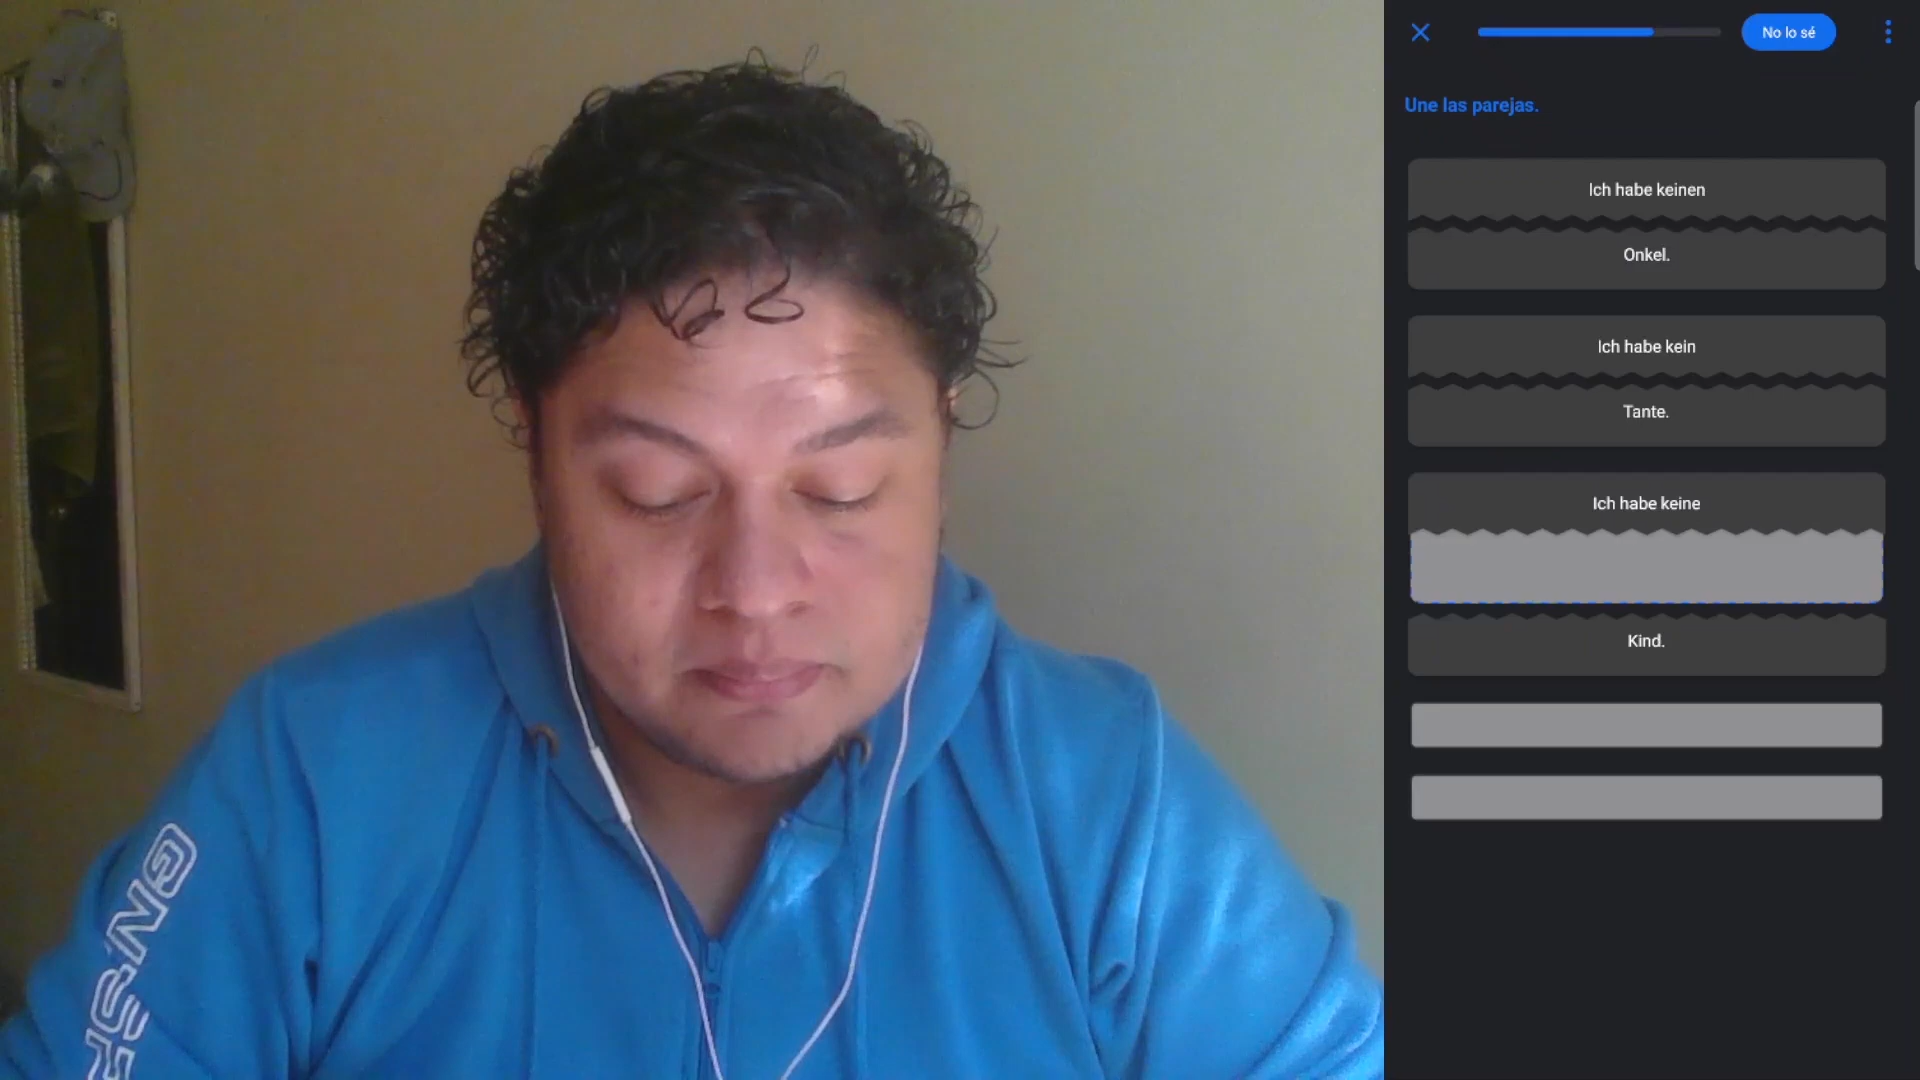 No lo sé
Une las parejas.
Ich habe keinen
Onkel.
Ich habe kein
Tante.
Ich habe keine
Kind.